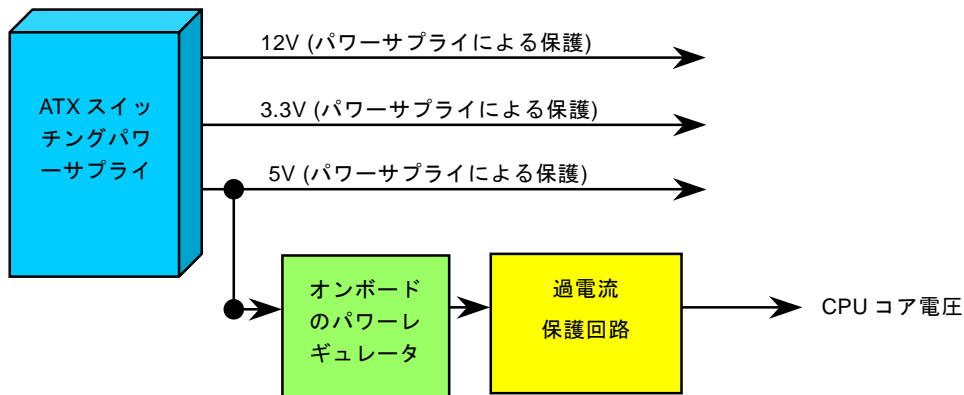 12V (パワーサプライによる保護)
ATX スイッ
チングパワ
ーサプライ
3.3V (パワーサプライによる保護)
5V (パワーサプライによる保護)
オンボード
のパワーレ
ギュレータ
過電流
保護回路
CPU コア電圧